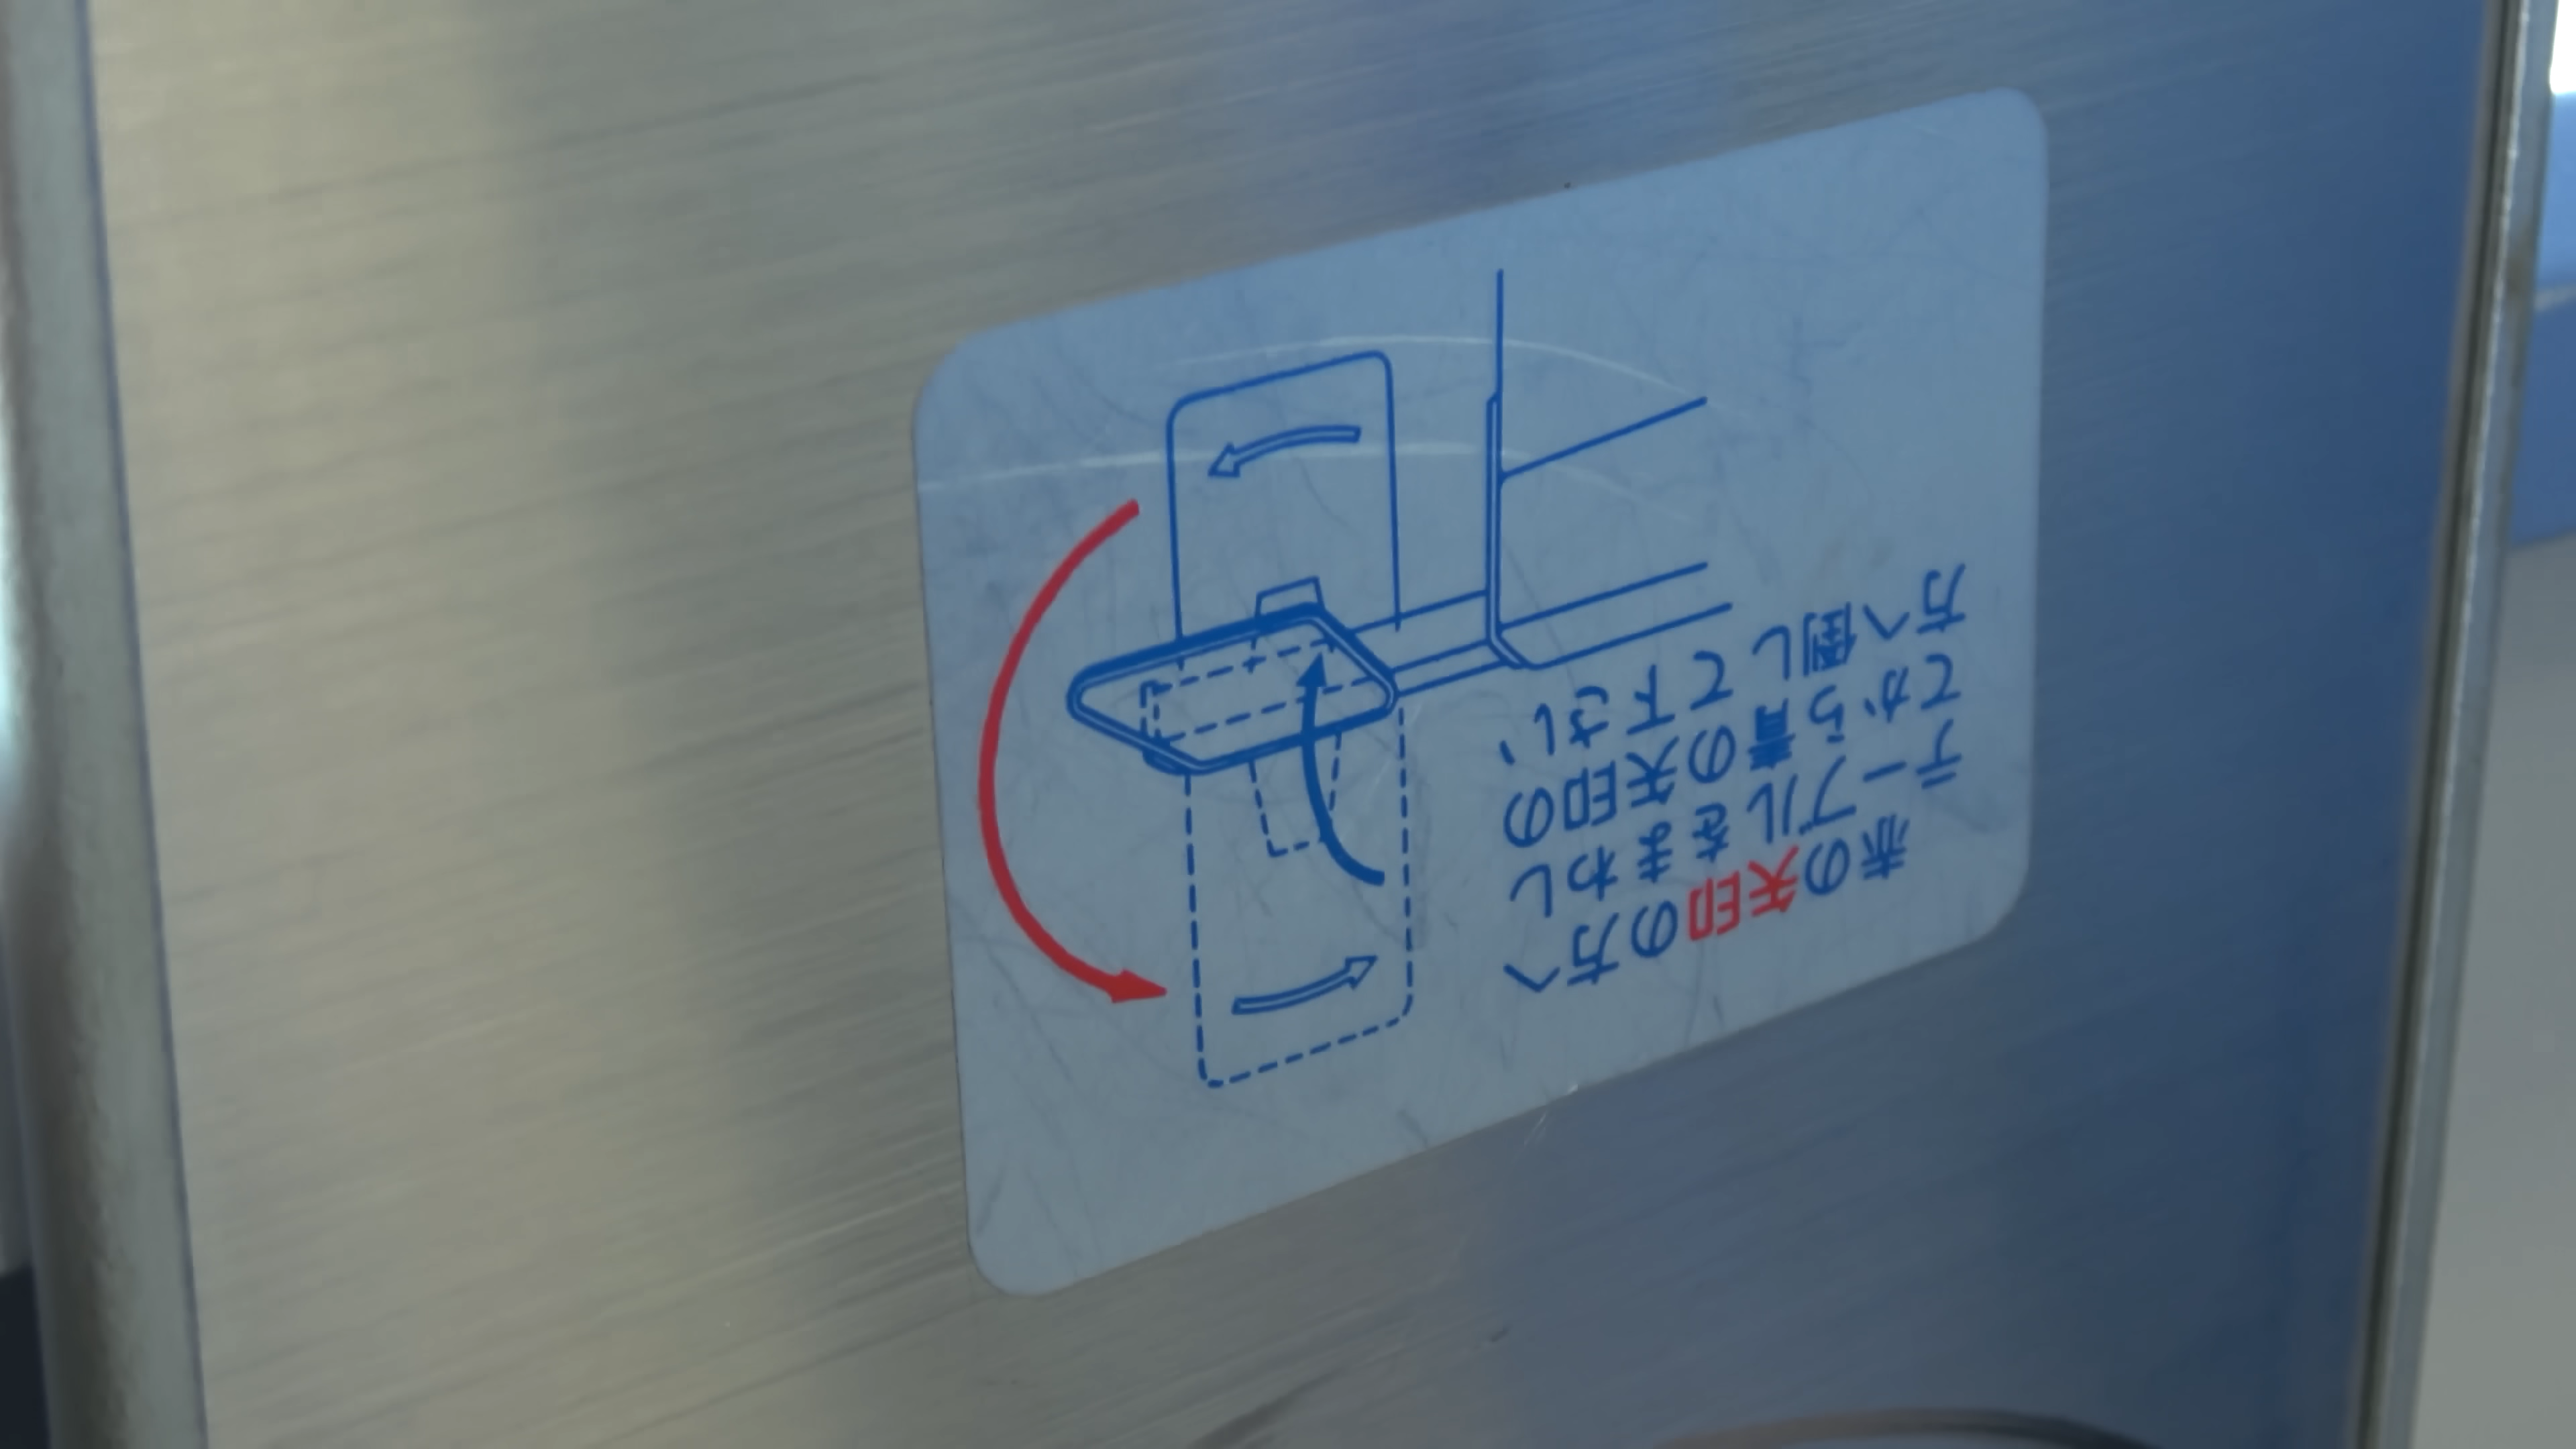 赤の矢印の方へ
テーブルをまわし
てから青の矢印の
方へ倒して下さい